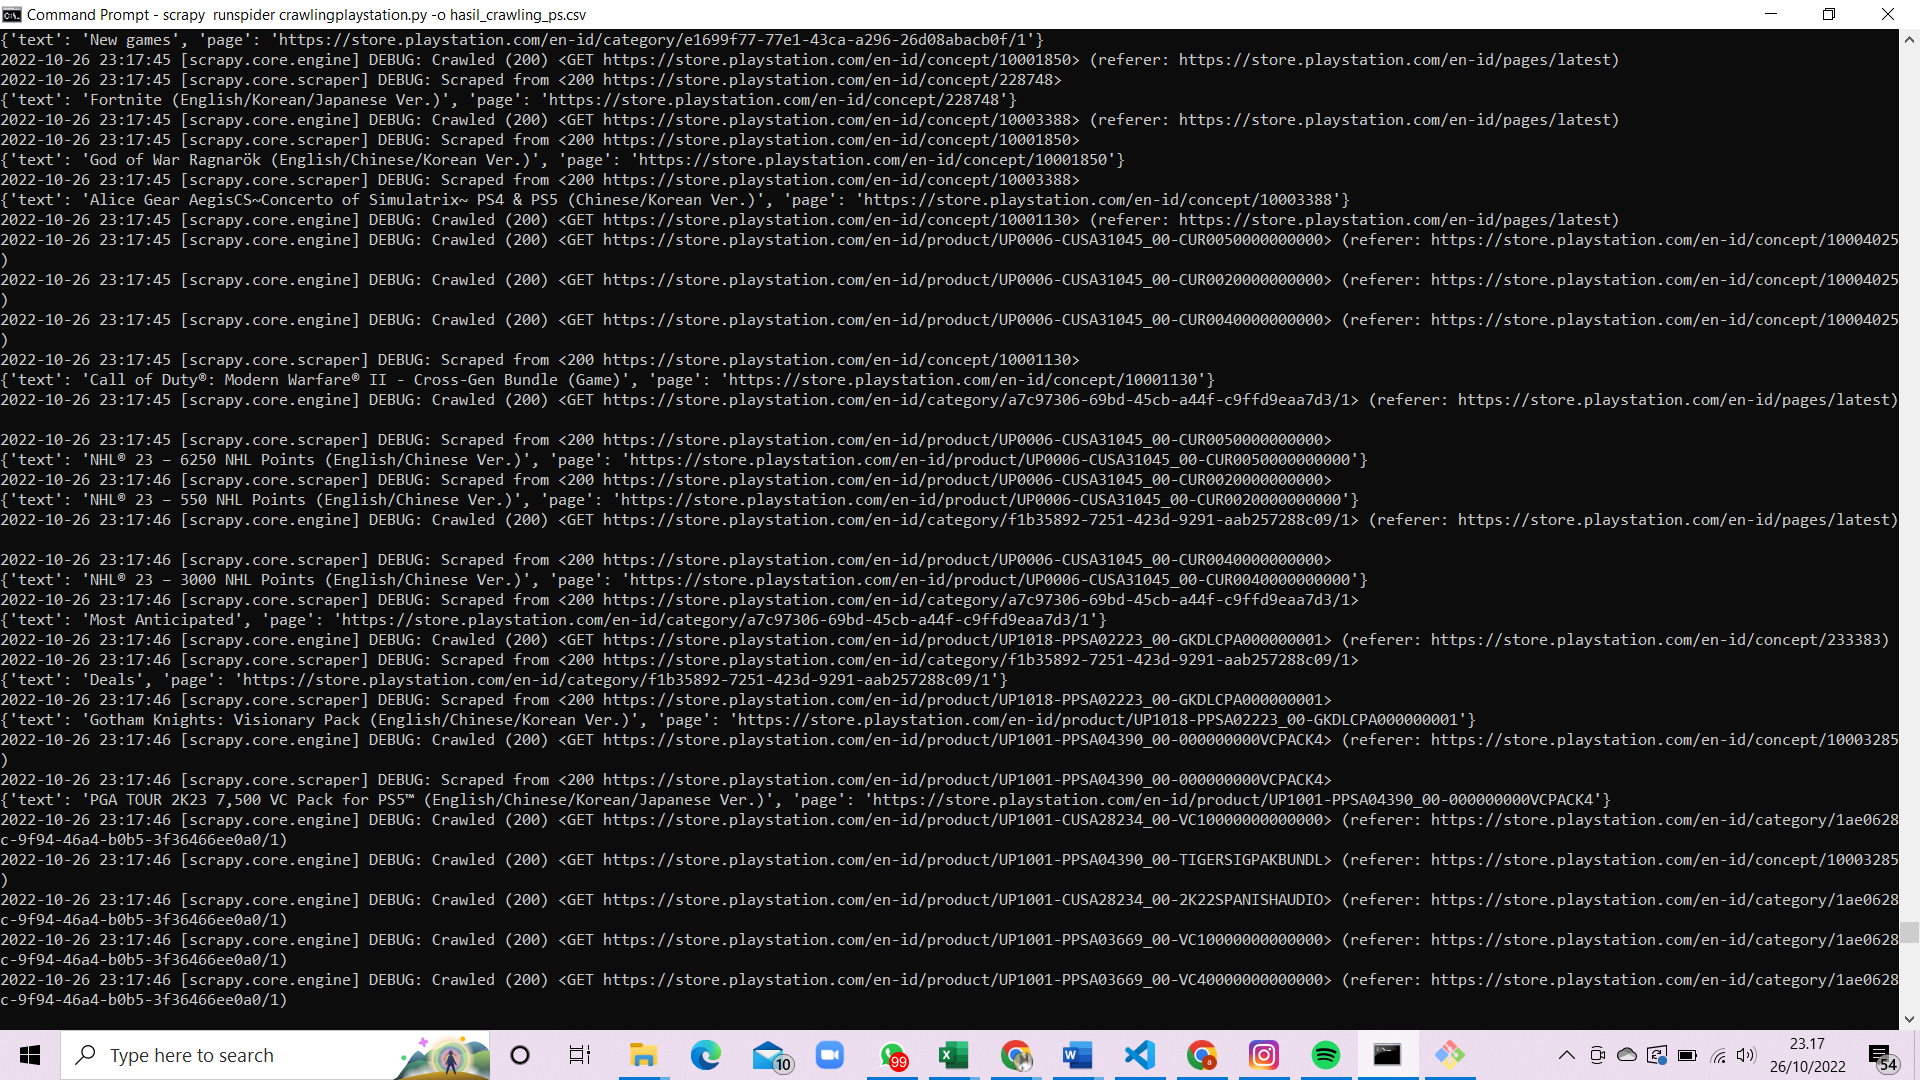 Command Prompt - scrapy  runspider crawlingplaystation.py -o hasil_crawling_ps.csv
{'text': 'New games', 'page': 'https://store.playstation.com/en-id/category/e1699f77-77e1-43ca-a296-26d08abacb0f/1'}
2022-10-26 23:17:45 [scrapy.core.engine] DEBUG: Crawled (200) <GET https://store.playstation.com/en-id/concept/10001850> (referer: https://store.playstation.com/en-id/pages/latest)
2022-10-26 23:17:45 [scrapy.core.scraper] DEBUG: Scraped from <200 https://store.playstation.com/en-id/concept/228748>
{'text': 'Fortnite (English/Korean/Japanese Ver.)', 'page': 'https://store.playstation.com/en-id/concept/228748'}
2022-10-26 23:17:45 [scrapy.core.engine] DEBUG: Crawled (200) <GET https://store.playstation.com/en-id/concept/10003388> (referer: https://store.playstation.com/en-id/pages/latest)
2022-10-26 23:17:45 [scrapy.core.scraper] DEBUG: Scraped from <200 https://store.playstation.com/en-id/concept/10001850>
{'text': 'God of War Ragnarök (English/Chinese/Korean Ver.)', 'page': 'https://store.playstation.com/en-id/concept/10001850'}
2022-10-26 23:17:45 [scrapy.core.scraper] DEBUG: Scraped from <200 https://store.playstation.com/en-id/concept/10003388>
{'text': 'Alice Gear AegisCS~Concerto of Simulatrix~ PS4 & PS5 (Chinese/Korean Ver.)', 'page': 'https://store.playstation.com/en-id/concept/10003388'}
2022-10-26 23:17:45 [scrapy.core.engine] DEBUG: Crawled (200) <GET https://store.playstation.com/en-id/concept/10001130> (referer: https://store.playstation.com/en-id/pages/latest)
2022-10-26 23:17:45 [scrapy.core.engine] DEBUG: Crawled (200) <GET https://store.playstation.com/en-id/product/UP0006-CUSA31045_00-CUR0050000000000> (referer: https://store.playstation.com/en-id/concept/10004025
)
2022-10-26 23:17:45 [scrapy.core.engine] DEBUG: Crawled (200) <GET https://store.playstation.com/en-id/product/UP0006-CUSA31045_00-CUR0020000000000> (referer: https://store.playstation.com/en-id/concept/10004025
)
2022-10-26 23:17:45 [scrapy.core.engine] DEBUG: Crawled (200) <GET https://store.playstation.com/en-id/product/UP0006-CUSA31045_00-CUR0040000000000> (referer: https://store.playstation.com/en-id/concept/10004025
)
2022-10-26 23:17:45 [scrapy.core.scraper] DEBUG: Scraped from <200 https://store.playstation.com/en-id/concept/10001130>
{'text': 'Call of Duty®: Modern Warfare® II - Cross-Gen Bundle (Game)', 'page': 'https://store.playstation.com/en-id/concept/10001130'}
2022-10-26 23:17:45 [scrapy.core.engine] DEBUG: Crawled (200) <GET https://store.playstation.com/en-id/category/a7c97306-69bd-45cb-a44f-c9ffd9eaa7d3/1> (referer: https://store.playstation.com/en-id/pages/latest)
2022-10-26 23:17:45 [scrapy.core.scraper] DEBUG: Scraped from <200 https://store.playstation.com/en-id/product/UP0006-CUSA31045_00-CUR0050000000000>
{'text': 'NHL® 23 – 6250 NHL Points (English/Chinese Ver.)', 'page': 'https://store.playstation.com/en-id/product/UP0006-CUSA31045_00-CUR0050000000000'}
2022-10-26 23:17:46 [scrapy.core.scraper] DEBUG: Scraped from <200 https://store.playstation.com/en-id/product/UP0006-CUSA31045_00-CUR0020000000000>
{'text': 'NHL® 23 – 550 NHL Points (English/Chinese Ver.)', 'page': 'https://store.playstation.com/en-id/product/UP0006-CUSA31045_00-CUR0020000000000'}
2022-10-26 23:17:46 [scrapy.core.engine] DEBUG: Crawled (200) <GET https://store.playstation.com/en-id/category/f1b35892-7251-423d-9291-aab257288c09/1> (referer: https://store.playstation.com/en-id/pages/latest)
2022-10-26 23:17:46 [scrapy.core.scraper] DEBUG: Scraped from <200 https://store.playstation.com/en-id/product/UP0006-CUSA31045_00-CUR0040000000000>
{'text': 'NHL® 23 – 3000 NHL Points (English/Chinese Ver.)', 'page': 'https://store.playstation.com/en-id/product/UP0006-CUSA31045_00-CUR0040000000000'}
2022-10-26 23:17:46 [scrapy.core.scraper] DEBUG: Scraped from <200 https://store.playstation.com/en-id/category/a7c97306-69bd-45cb-a44f-c9ffd9eaa7d3/1>
{'text': 'Most Anticipated', 'page': 'https://store.playstation.com/en-id/category/a7c97306-69bd-45cb-a44f-c9ffd9eaa7d3/1'}
2022-10-26 23:17:46 [scrapy.core.engine] DEBUG: Crawled (200) <GET https://store.playstation.com/en-id/product/UP1018-PPSA02223_00-GKDLCPA000000001> (referer: https://store.playstation.com/en-id/concept/233383)
2022-10-26 23:17:46 [scrapy.core.scraper] DEBUG: Scraped from <200 https://store.playstation.com/en-id/category/f1b35892-7251-423d-9291-aab257288c09/1>
{'text': 'Deals', 'page': 'https://store.playstation.com/en-id/category/f1b35892-7251-423d-9291-aab257288c09/1'}
2022-10-26 23:17:46 [scrapy.core.scraper] DEBUG: Scraped from <200 https://store.playstation.com/en-id/product/UP1018-PPSA02223_00-GKDLCPA000000001>
{'text': 'Gotham Knights: Visionary Pack (English/Chinese/Korean Ver.)', 'page': 'https://store.playstation.com/en-id/product/UP1018-PPSA02223_00-GKDLCPA000000001'}
2022-10-26 23:17:46 [scrapy.core.engine] DEBUG: Crawled (200) <GET https://store.playstation.com/en-id/product/UP1001-PPSA04390_00-000000000VCPACK4> (referer: https://store.playstation.com/en-id/concept/10003285
)
2022-10-26 23:17:46 [scrapy.core.scraper] DEBUG: Scraped from <200 https://store.playstation.com/en-id/product/UP1001-PPSA04390_00-000000000VCPACK4>
{'text': 'PGA TOUR 2K23 7,500 VC Pack for PS5™ (English/Chinese/Korean/Japanese Ver.)', 'page': 'https://store.playstation.com/en-id/product/UP1001-PPSA04390_00-000000000VCPACK4'}
2022-10-26 23:17:46 [scrapy.core.engine] DEBUG: Crawled (200) <GET https://store.playstation.com/en-id/product/UP1001-CUSA28234_00-VC10000000000000> (referer: https://store.playstation.com/en-id/category/1ae0628
c-9f94-46a4-b0b5-3f36466ee0a0/1)
2022-10-26 23:17:46 [scrapy.core.engine] DEBUG: Crawled (200) <GET https://store.playstation.com/en-id/product/UP1001-PPSA04390_00-TIGERSIGPAKBUNDL> (referer: https://store.playstation.com/en-id/concept/10003285
)
2022-10-26 23:17:46 [scrapy.core.engine] DEBUG: Crawled (200) <GET https://store.playstation.com/en-id/product/UP1001-CUSA28234_00-2K22SPANISHAUDIO> (referer: https://store.playstation.com/en-id/category/1ae0628
c-9f94-46a4-b0b5-3f36466ee0a0/1)
2022-10-26 23:17:46 [scrapy.core.engine] DEBUG: Crawled (200) <GET https://store.playstation.com/en-id/product/UP1001-PPSA03669_00-VC10000000000000> (referer: https://store.playstation.com/en-id/category/1ae0628
c-9f94-46a4-b0b5-3f36466ee0a0/1)
2022-10-26 23:17:46 [scrapy.core.engine] DEBUG: Crawled (200) <GET https://store.playstation.com/en-id/product/UP1001-PPSA03669_00-VC40000000000000> (referer: https://store.playstation.com/en-id/category/1ae0628
c-9f94-46a4-b0b5-3f36466ee0a0/1)
Type here to search
10
99
23.17
26/10/2022
54